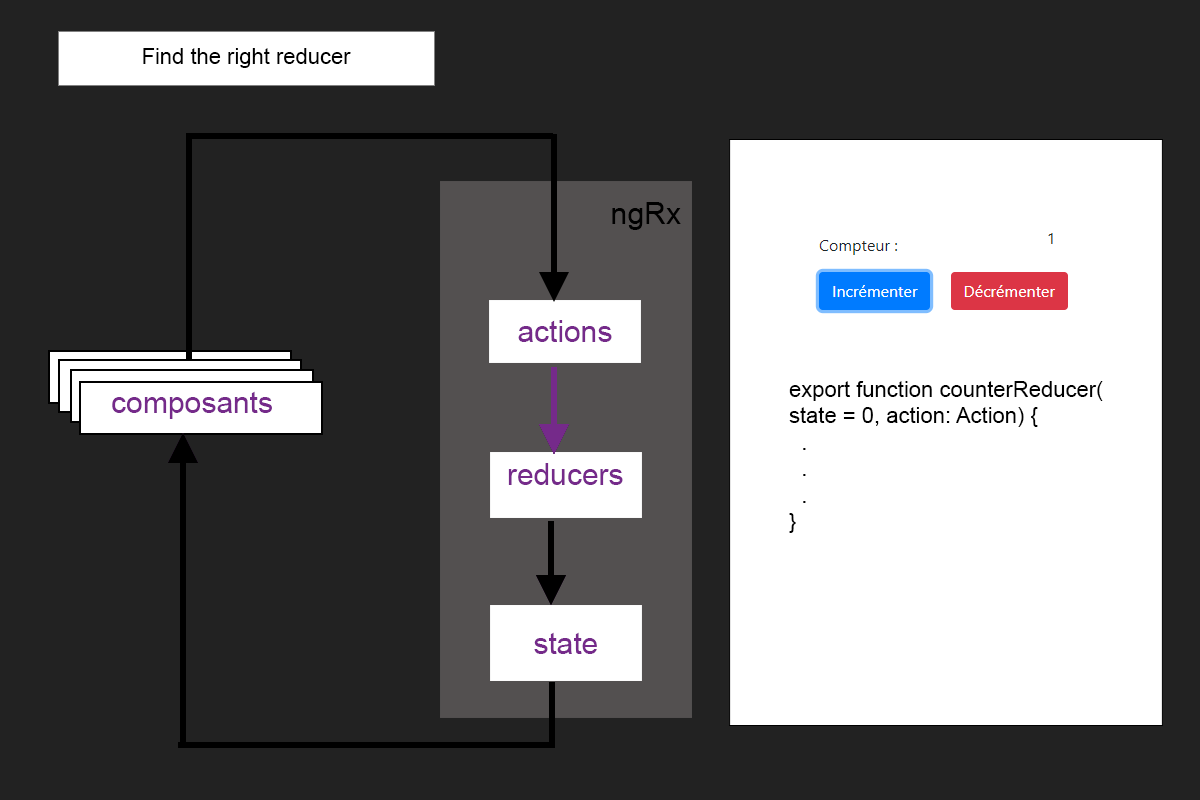 Find the right reducer
ngRx
actions
composants
reducers
state
Compteur :
1
Incrémenter
Décrémenter
export function counterReducer(
state = 0, action: Action) {
.
.
.
}